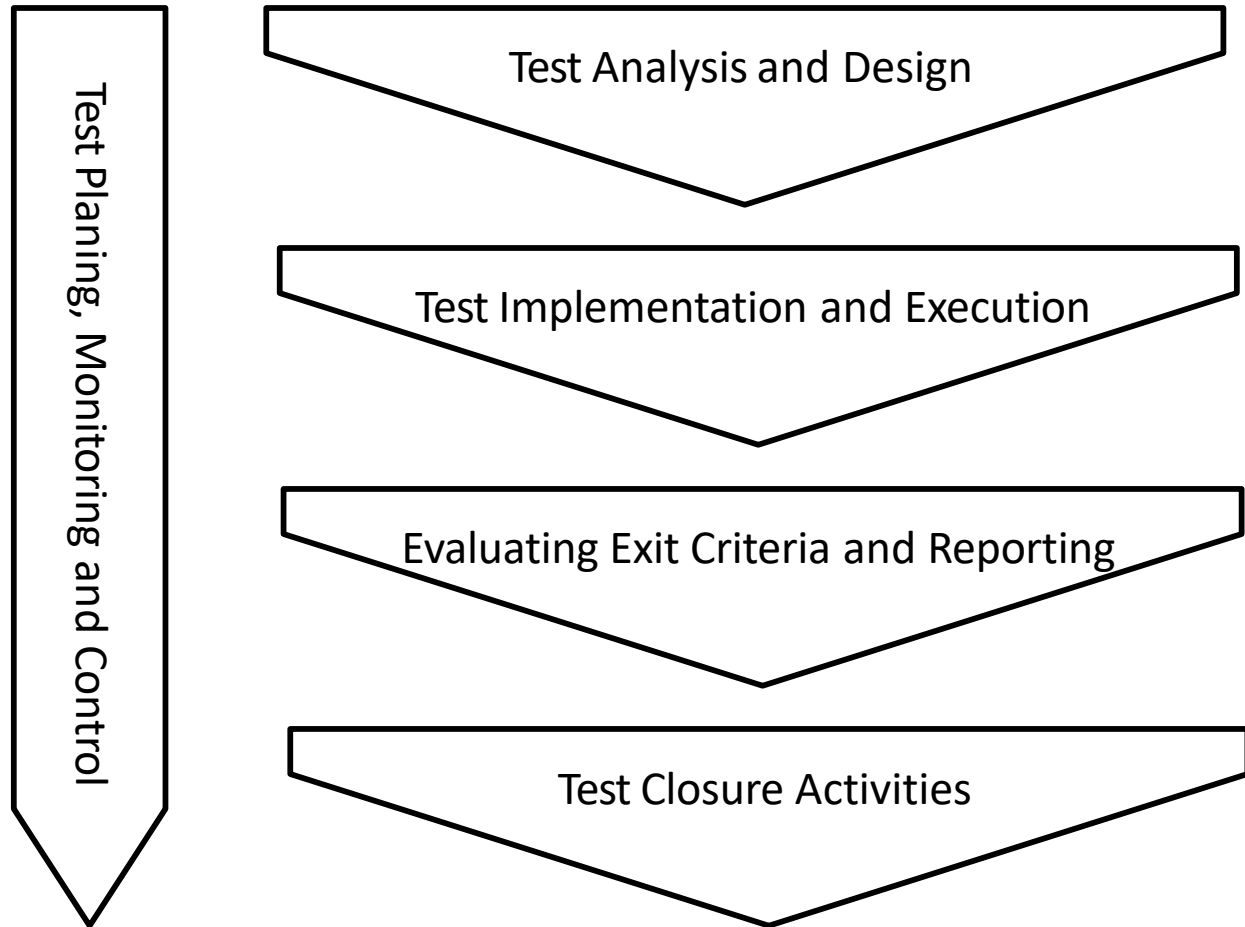 Test Planing, Monitoring and Control
Test Analysis and Design
Test Implementation and Execution
Evaluating Exit Criteria and Reporting
Test Closure Activities